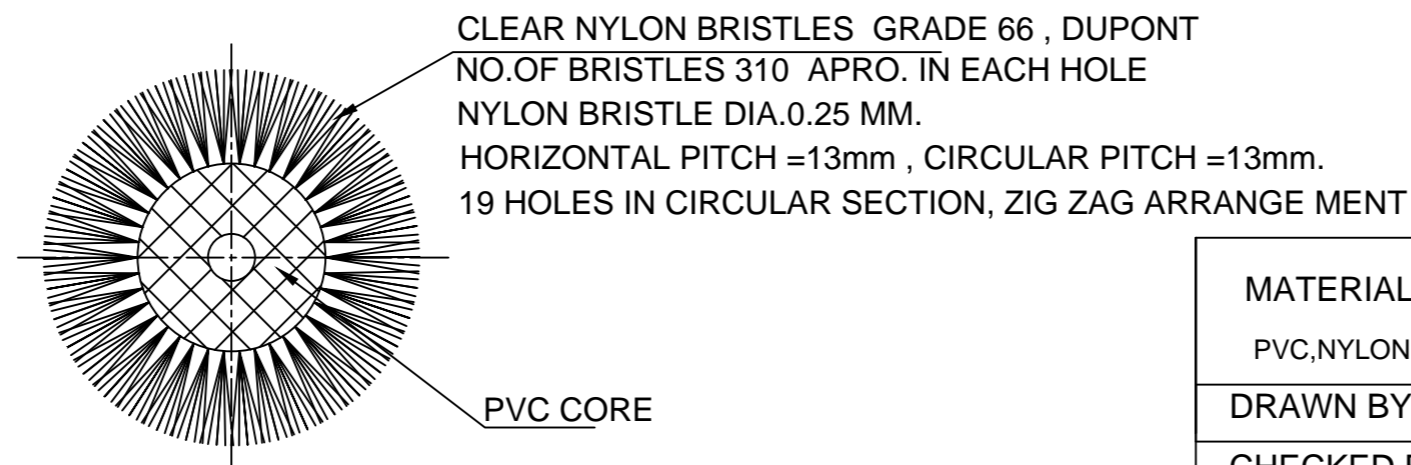 CLEAR NYLON BRISTLES GRADE 66 , DUPONT
NO.OF BRISTLES 310 APRO. IN EACH HOLE
NYLON BRISTLE DIA.0.25 MM.
HORIZONTAL PITCH =13mm , CIRCULAR PITCH =13mm.
19 HOLES IN CIRCULAR SECTION, ZIG ZAG ARRANGE MENT
PVC CORE
MATERIAL
PVC,NYLON
DRAWN BY
CHECKED